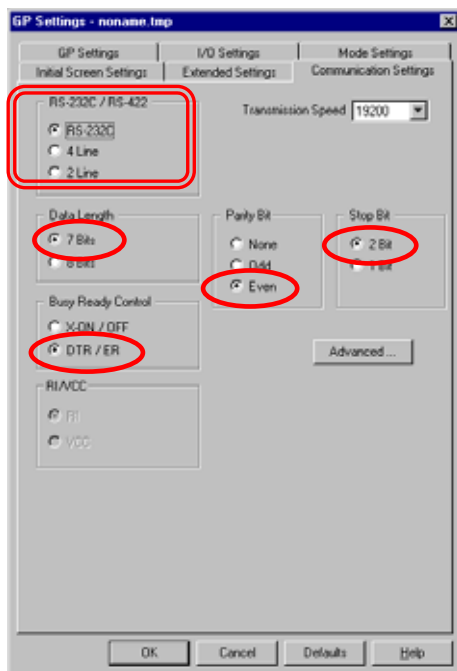 GP Settings - noname.tmp
GP Settings I/O Settings Mode Settings
Initial Screen Settings Extended Settings Communication Settings
RS-232C / RS-422
RS-232C
4 Line
2 Line
Transmission Speed 19200
Data Length
7 Bits
8 Bits
Parity Bit
None
Odd
Even
Stop Bit
2 Bit
1 Bit
Busy Ready Control
X-ON / OFF
DTR / ER
Advanced ...
RI/VCC
RI
VCC
OK Cancel Defaults Help